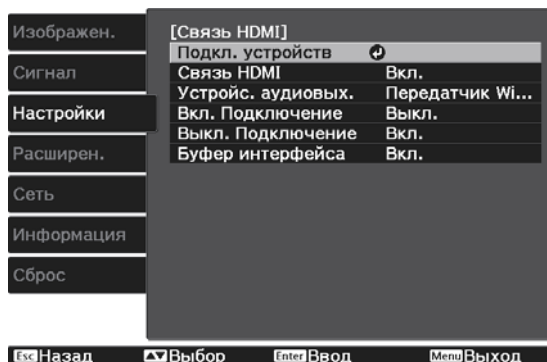 Изображен.
Сигнал
Настройки
Расширен.
Сеть
Информация
Сброс
[Связь HDMI]
Подкл. устройств
Связь HDMI Вкл.
Устройс. аудиовых. Передатчик Wi...
Вкл. Подключение Выкл.
Выкл. Подключение Вкл.
Буфер интерфейса Вкл.
Esc Назад Выбор Enter Ввод Menu Выход